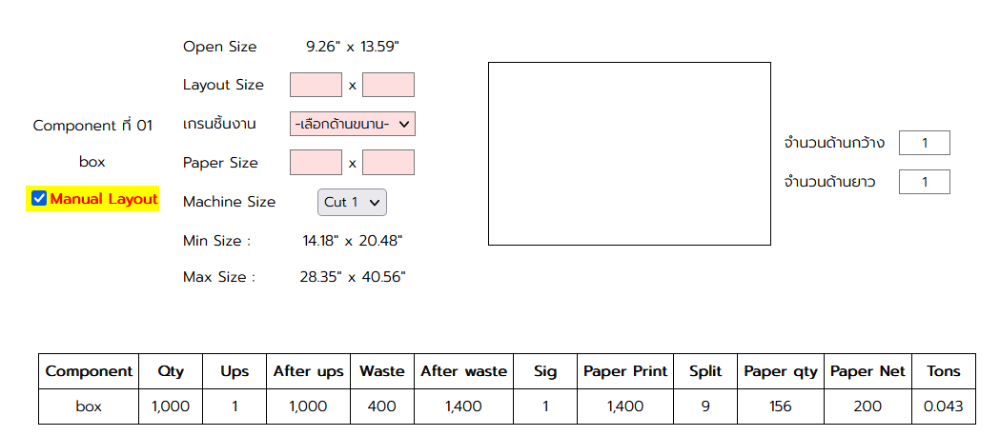 Open Size 9.26" x 13.59"
Layout Size x
Component ที่ 01
box
Manual Layout
เกรนชิ้นงาน -เลือกด้านขนาน-
Paper Size x
Machine Size Cut 1
Min Size : 14.18" x 20.48"
Max Size : 28.35" x 40.56"
จำนวนด้านกว้าง 1
จำนวนด้านยาว 1
Component Qty Ups After ups Waste After waste Sig Paper Print Split Paper qty Paper Net Tons
box 1,000 1 1,000 400 1,400 1 1,400 9 156 200 0.043